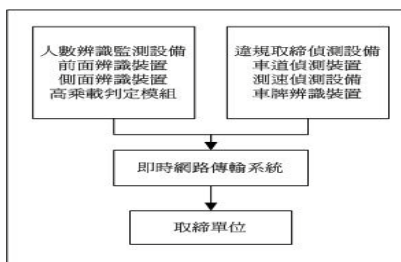 人數辨識監測設備
前面辨識裝置
側面辨識裝置
高乘載判定模組
違規取締偵測設備
車道偵測裝置
測速偵測設備
車牌辨識裝置
即時網路傳輸系統
取締單位